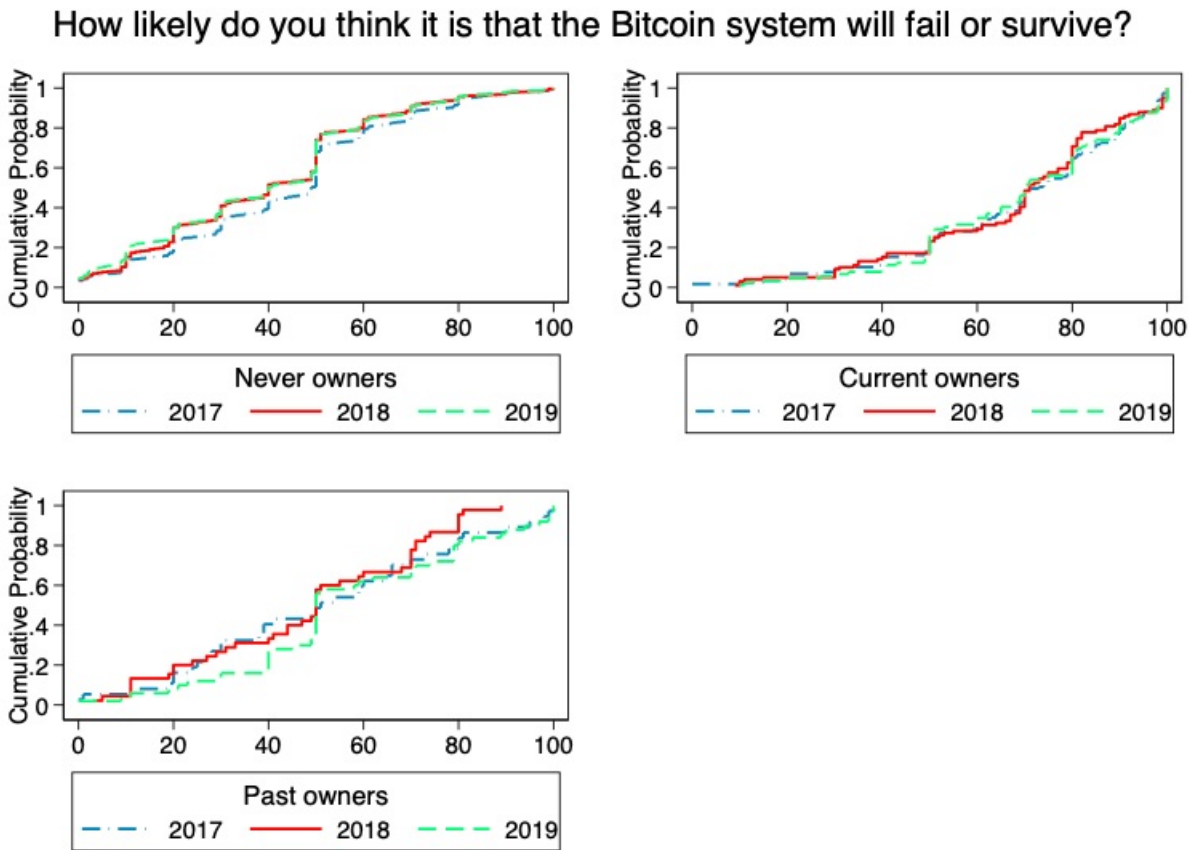 How likely do you think it is that the Bitcoin system will fail or survive?
Cumulative Probability
1
.8
.6
.4
.2
0
0 20 40 60 80 100
Never owners
2017 2018 2019
Cumulative Probability
1
.8
.6
.4
.2
0
0 20 40 60 80 100
Current owners
2017 2018 2019
Cumulative Probability
1
.8
.6
.4
.2
0
0 20 40 60 80 100
Past owners
2017 2018 2019